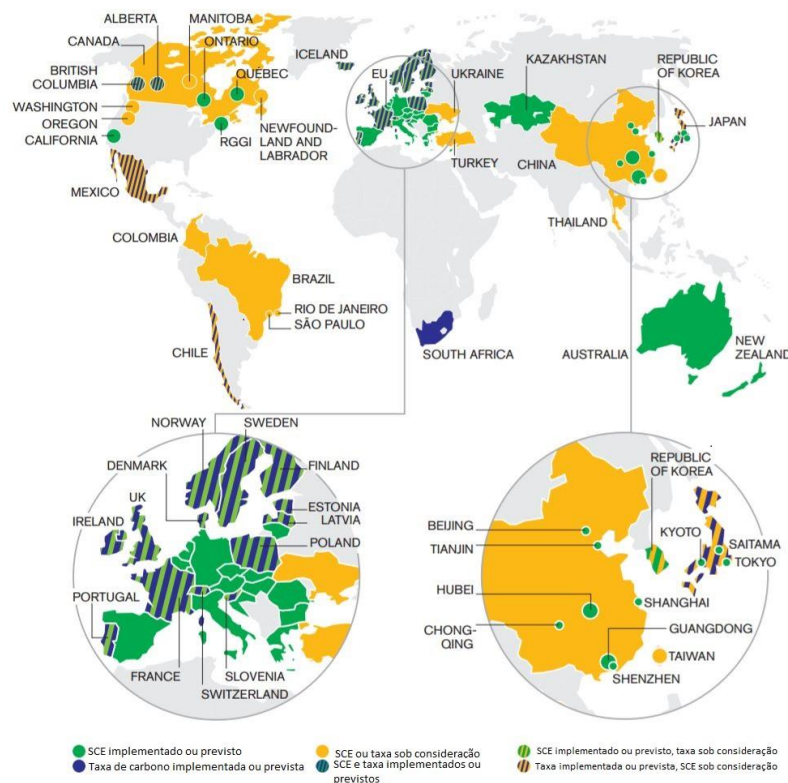 ALBERTA
MANITOBA
CANADA
ONTARIO
BRITISH
COLUMBIA
QUÉBEC
WASHINGTON
OREGON
CALIFORNIA
RGGI
NEWFOUND-
LAND AND
LABRADOR
MEXICO
ICELAND
EU
UKRAINE
KAZAKHSTAN
REPUBLIC
OF KOREA
JAPAN
TURKEY
CHINA
THAILAND
COLOMBIA
BRAZIL
RIO DE JANEIRO
SÃO PAULO
CHILE
SOUTH AFRICA
AUSTRALIA
NEW
ZEALAND
NORWAY
SWEDEN
DENMARK
FINLAND
UK
ESTONIA
IRELAND
LATVIA
POLAND
PORTUGAL
FRANCE
SLOVENIA
SWITZERLAND
REPUBLIC
OF KOREA
BEIJING
KYOTO
SAITAMA
TIANJIN
TOKYO
HUBEI
SHANGHAI
CHONG-
QING
GUANGDONG
TAIWAN
SHENZHEN
SCE implementado ou previsto
Taxa de carbono implementada ou prevista
SCE ou taxa sob consideração
SCE e taxa implementados ou
previstos
SCE implementado ou previsto, taxa sob consideração
Taxa implementada ou prevista, SCE sob consideração